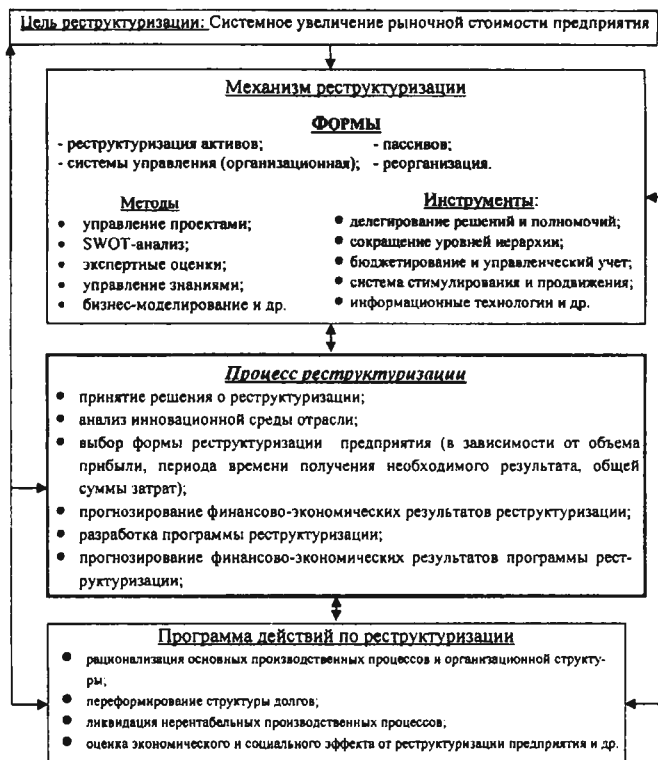 Цель реструктуризации: Системное увеличение рыночной стоимости предприятия
Механизм реструктуризации
ФОРМЫ
- реструктуризация активов; - пассивов;
- системы управления (организационная); - реорганизация.
Методы
• управление проектами;
• SWOT-анализ;
• экспертные оценки;
• управление знаниями;
• бизнес-моделирование и др.
Инструменты:
• делегирование решений и полномочий;
• сокращение уровней иерархии;
• бюджетирование и управленческий учет;
• система стимулирования и продвижения;
• информационные технологии и др.
Процесс реструктуризации
• принятие решения о реструктуризации;
• анализ инновационной среды отрасли;
• выбор формы реструктуризации предприятия (в зависимости от объема
прибыли, периода времени получения необходимого результата, общей
суммы затрат);
• прогнозирование финансово-экономических результатов реструктуризации;
• разработка программы реструктуризации;
• прогнозирование финансово-экономических результатов программы рест-
руктуризации;
Программа действий по реструктуризации
• рационализация основных производственных процессов и организационной структу-
ры;
• переформирование структуры долгов;
• ликвидация нерентабельных производственных процессов;
• оценка экономического и социального эффекта от реструктуризации предприятия и др.